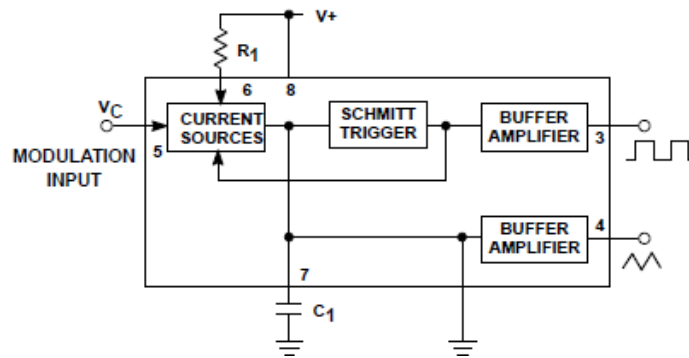 V+
R1
6
8
VC
5
CURRENT
SOURCES
SCHMITT
TRIGGER
BUFFER
AMPLIFIER
3
MODULATION
INPUT
BUFFER
AMPLIFIER
4
7
C1